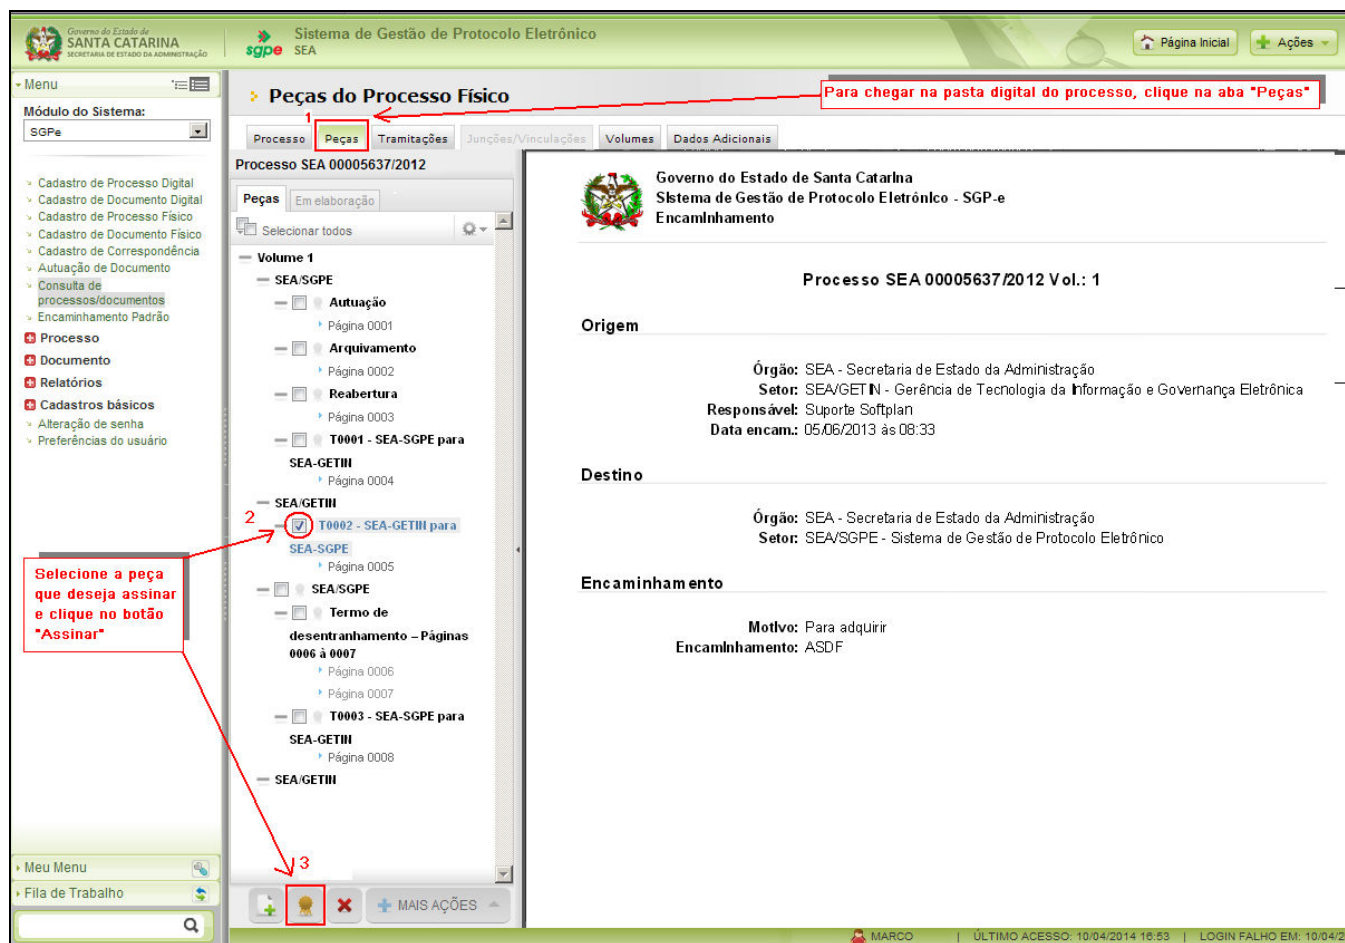 Governo do Estado de
SANTA CATARINA
SECRETARIA DE ESTADO DA ADMINISTRAÇÃO
sgpe
Sistema de Gestão de Protocolo Eletrônico
SEA
Página Inicial
Ações
Menu
Módulo do Sistema:
SGPe
Cadastro de Processo Digital
Cadastro de Documento Digital
Cadastro de Processo Físico
Cadastro de Documento Físico
Cadastro de Correspondência
Autuação de Documento
Consulta de
processos/documentos
Encaminhamento Padrão
Processo
Documento
Relatórios
Cadastros básicos
Alteração de senha
Preferências do usuário
Selecione a peça
que deseja assinar
e clique no botão
"Assinar"
Meu Menu
Fila de Trabalho
Peças do Processo Físico
Para chegar na pasta digital do processo, clique na aba "Peças"
1
Processo Peças Tramitações Junções/Vinculações Volumes Dados Adicionais
Processo SEA 00005637/2012
Peças Em elaboração
Selecionar todos
Volume 1
SEA/SGPE
Autuação
Página 0001
Arquivamento
Página 0002
Reabertura
Página 0003
T0001 - SEA-SGPE para
SEA-GETIN
Página 0004
SEA/GETIN
2
T0002 - SEA-GETIN para
SEA-SGPE
Página 0005
SEA/SGPE
Termo de
desentranhamento – Páginas
0006 à 0007
Página 0006
Página 0007
T0003 - SEA-SGPE para
SEA-GETIN
Página 0008
SEA/GETIN
3
MAIS AÇÕES
Governo do Estado de Santa Catarina
Sistema de Gestão de Protocolo Eletrônico - SGP-e
Encaminhamento
Processo SEA 00005637/2012 Vol.: 1
Origem
Órgão: SEA - Secretaria de Estado da Administração
Setor: SEA/GETIN - Gerência de Tecnologia da Informação e Governança Eletrônica
Responsável: Suporte Softplan
Data encam.: 05/06/2013 às 08:33
Destino
Órgão: SEA - Secretaria de Estado da Administração
Setor: SEA/SGPE - Sistema de Gestão de Protocolo Eletrônico
Encaminhamento
Motivo: Para adquirir
Encaminhamento: ASDF
MARCO | ÚLTIMO ACESSO: 10/04/2014 16:53 | LOGIN FALHO EM: 10/04/2